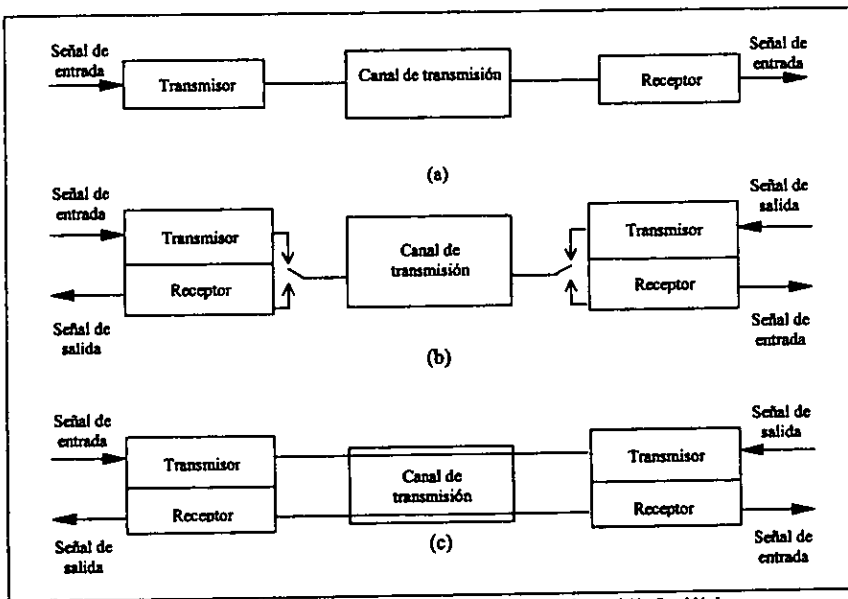 Señal de
entrada
Transmisor
Canal de transmisión
Receptor
Señal de
entrada
(a)
Señal de
entrada
Transmisor
Receptor
Señal de
salida
Canal de
transmisión
Transmisor
Receptor
Señal de
salida
Señal de
entrada
(b)
Señal de
entrada
Transmisor
Receptor
Señal de
salida
Canal de
transmisión
Transmisor
Receptor
Señal de
salida
Señal de
entrada
(c)